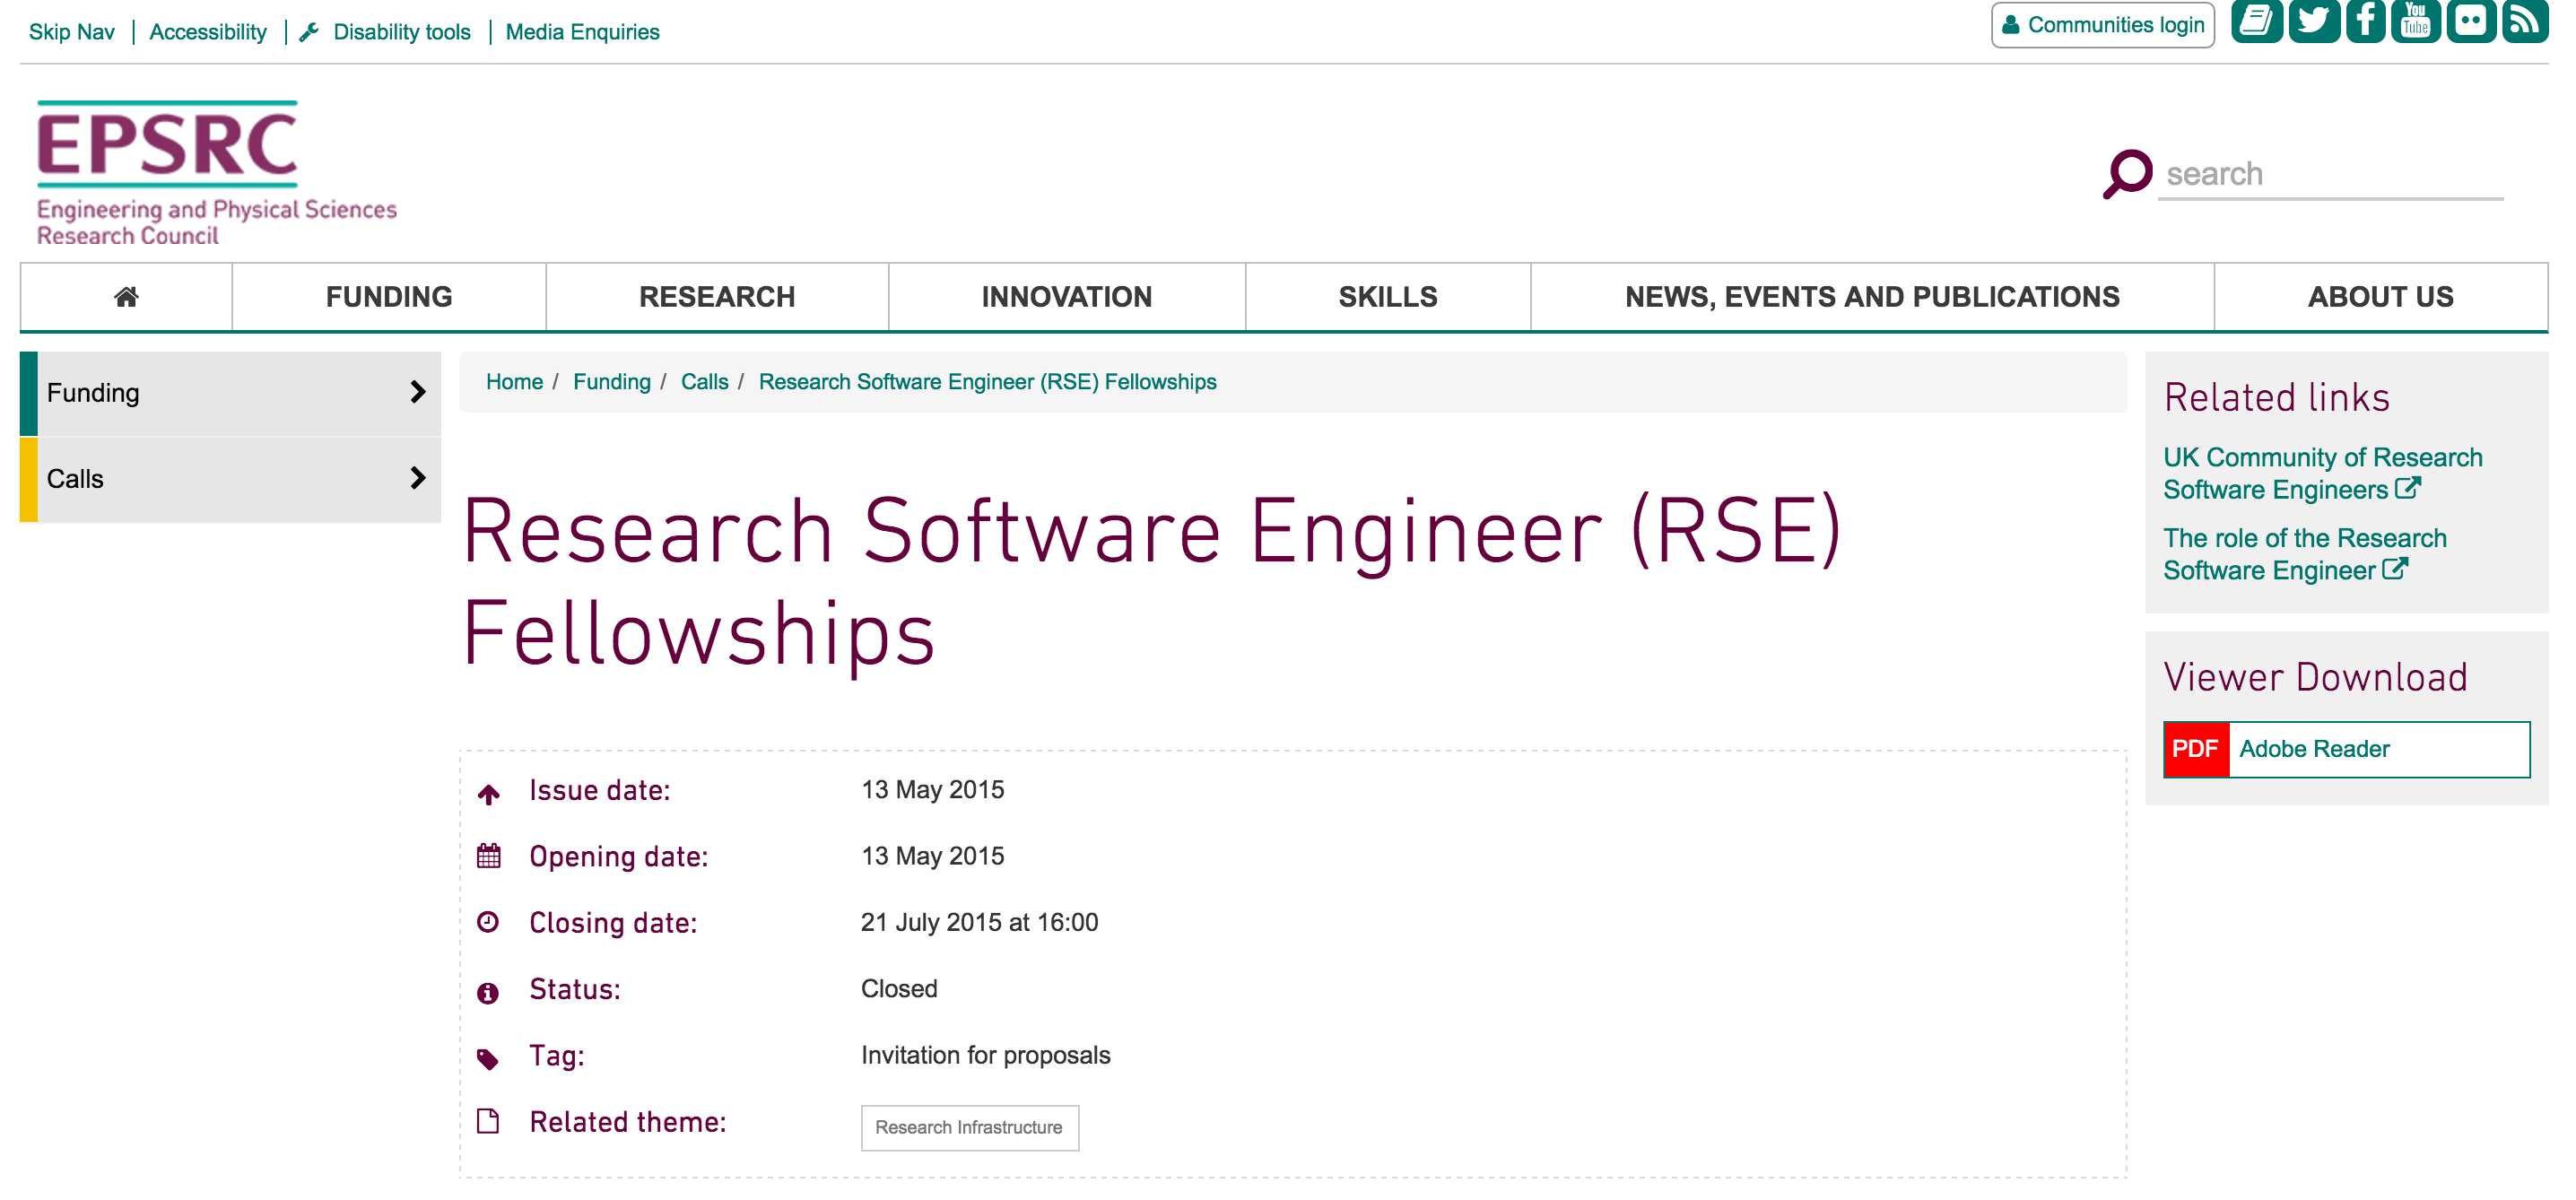 Skip Nav
Accessibility
Disability tools
Media Enquiries
Communities login
You
Tube
EPSRC
Engineering and Physical Sciences
Research Council
search
FUNDING
RESEARCH
INNOVATION
SKILLS
NEWS, EVENTS AND PUBLICATIONS
ABOUT US
Funding
Calls
Home / Funding / Calls / Research Software Engineer (RSE) Fellowships
Research Software Engineer (RSE)
Fellowships
Issue date: 13 May 2015
Opening date: 13 May 2015
Closing date: 21 July 2015 at 16:00
Status: Closed
Tag: Invitation for proposals
Related theme: Research Infrastructure
Related links
UK Community of Research
Software Engineers
The role of the Research
Software Engineer
Viewer Download
PDF Adobe Reader